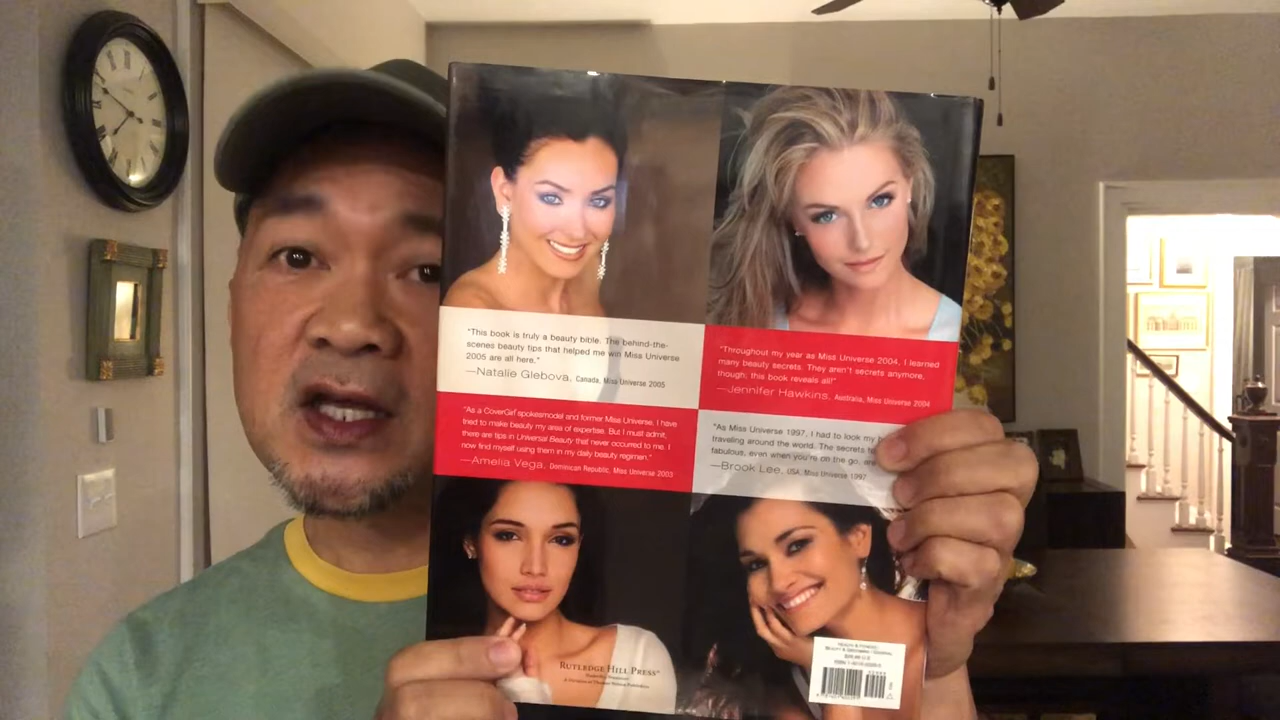 "This book is truly a beauty bible. The behind-the-
scenes beauty tips that helped me win Miss Universe
2005 are all here."
—Natalie Glebova, Canada, Miss Universe 2005
"Throughout my year as Miss Universe 2004, I learned
many beauty secrets. They aren't secrets anymore,
though; this book reveals all!"
—Jennifer Hawkins, Australia, Miss Universe 2004
"As a CoverGirl spokesmodel and former Miss Universe, I have
tried to make beauty my area of expertise. But I must admit,
there are tips in Universal Beauty that never occurred to me. I
now find myself using them in my daily beauty regimen."
—Amelia Vega, Dominican Republic, Miss Universe 2003
"As Miss Universe 1997, I had to look my
traveling around the world. The secrets to
fabulous, even when you're on the go, are
—Brook Lee, USA, Miss Universe 1997
RUTLEDGE HILL PRESS®